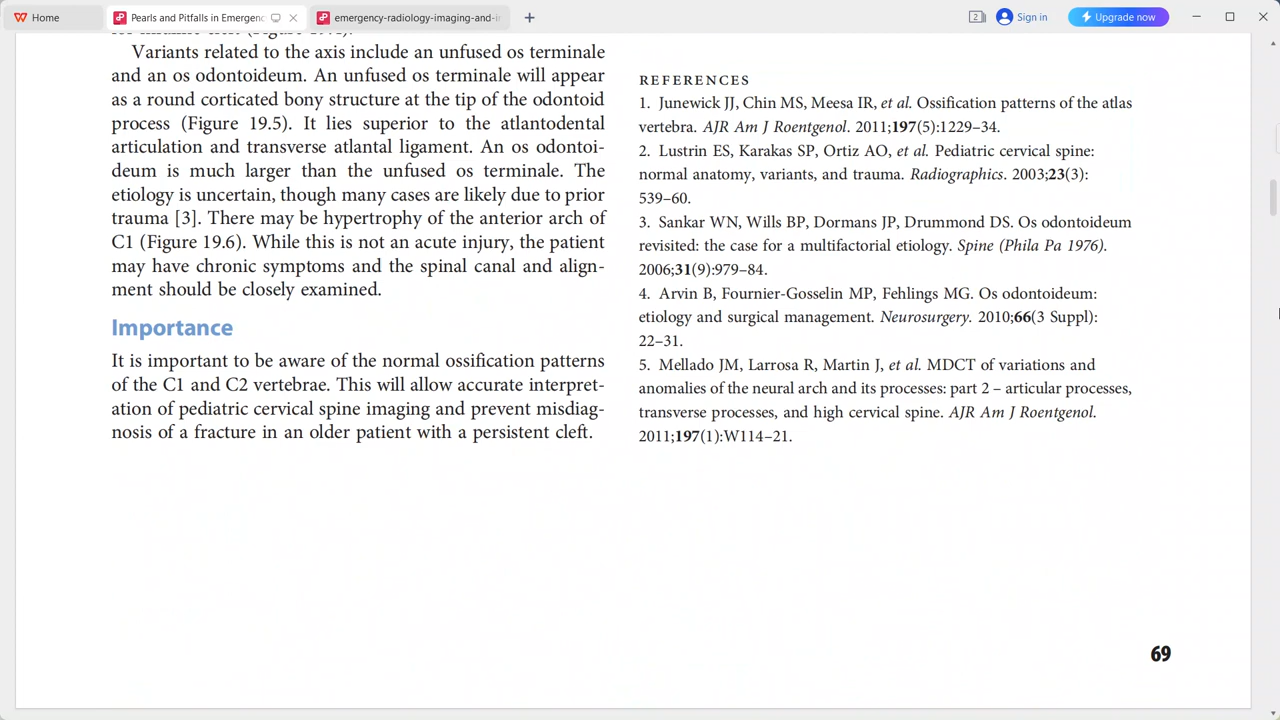 Home
Pearls and Pitfalls in Emergenc
emergency-radiology-imaging-and-i
2
Sign in
Upgrade now
Variants related to the axis include an unfused os terminale
and an os odontoideum. An unfused os terminale will appear
as a round corticated bony structure at the tip of the odontoid
process (Figure 19.5). It lies superior to the atlantodental
articulation and transverse atlantal ligament. An os odontoi-
deum is much larger than the unfused os terminale. The
etiology is uncertain, though many cases are likely due to prior
trauma [3]. There may be hypertrophy of the anterior arch of
C1 (Figure 19.6). While this is not an acute injury, the patient
may have chronic symptoms and the spinal canal and align-
ment should be closely examined.
Importance
It is important to be aware of the normal ossification patterns
of the C1 and C2 vertebrae. This will allow accurate interpret-
ation of pediatric cervical spine imaging and prevent misdiag-
nosis of a fracture in an older patient with a persistent cleft.
REFERENCES
1. Junewick JJ, Chin MS, Meesa IR, et al. Ossification patterns of the atlas
vertebra. AJR Am J Roentgenol. 2011;197(5):1229–34.
2. Lustrin ES, Karakas SP, Ortiz AO, et al. Pediatric cervical spine:
normal anatomy, variants, and trauma. Radiographics. 2003;23(3):
539–60.
3. Sankar WN, Wills BP, Dormans JP, Drummond DS. Os odontoideum
revisited: the case for a multifactorial etiology. Spine (Phila Pa 1976).
2006;31(9):979–84.
4. Arvin B, Fournier-Gosselin MP, Fehlings MG. Os odontoideum:
etiology and surgical management. Neurosurgery. 2010;66(3 Suppl):
22–31.
5. Mellado JM, Larrosa R, Martin J, et al. MDCT of variations and
anomalies of the neural arch and its processes: part 2 – articular processes,
transverse processes, and high cervical spine. AJR Am J Roentgenol.
2011;197(1):W114–21.
69